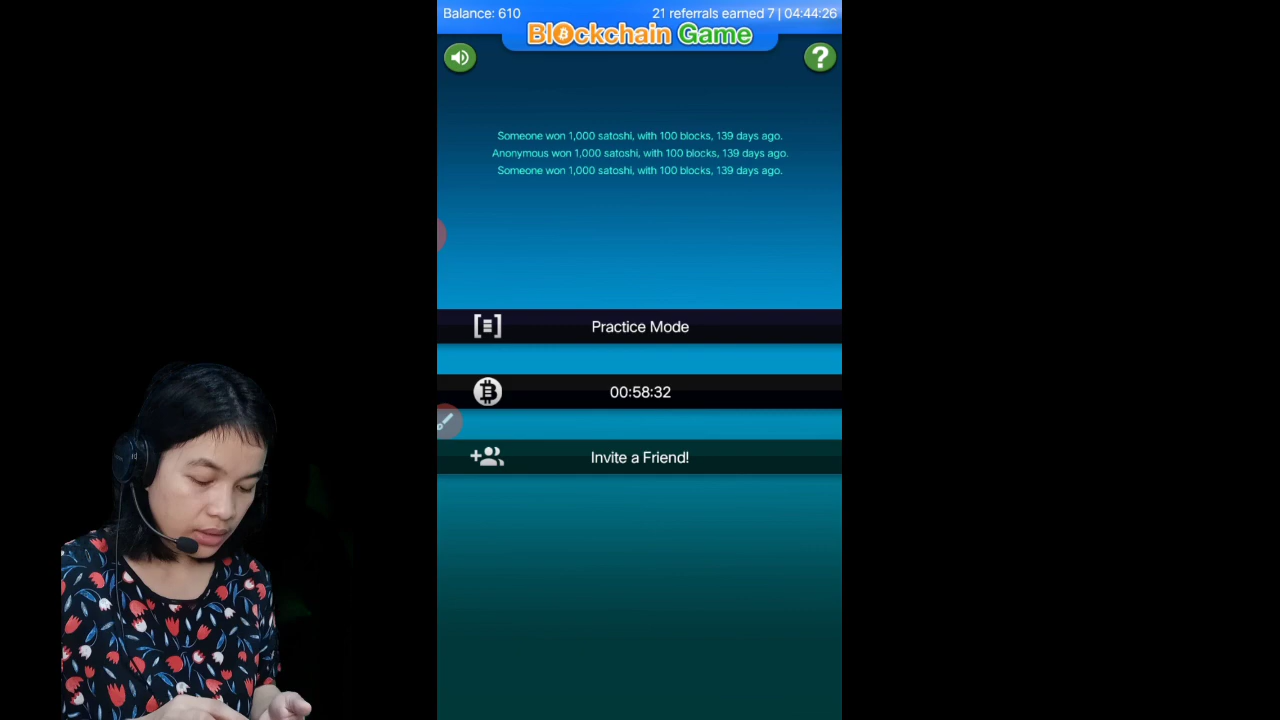 Balance: 610
21 referrals earned 7 | 04:44:26
Blockchain Game
?
Someone won 1,000 satoshi, with 100 blocks, 139 days ago.
Anonymous won 1,000 satoshi, with 100 blocks, 139 days ago.
Someone won 1,000 satoshi, with 100 blocks, 139 days ago.
Practice Mode
00:58:32
Invite a Friend!